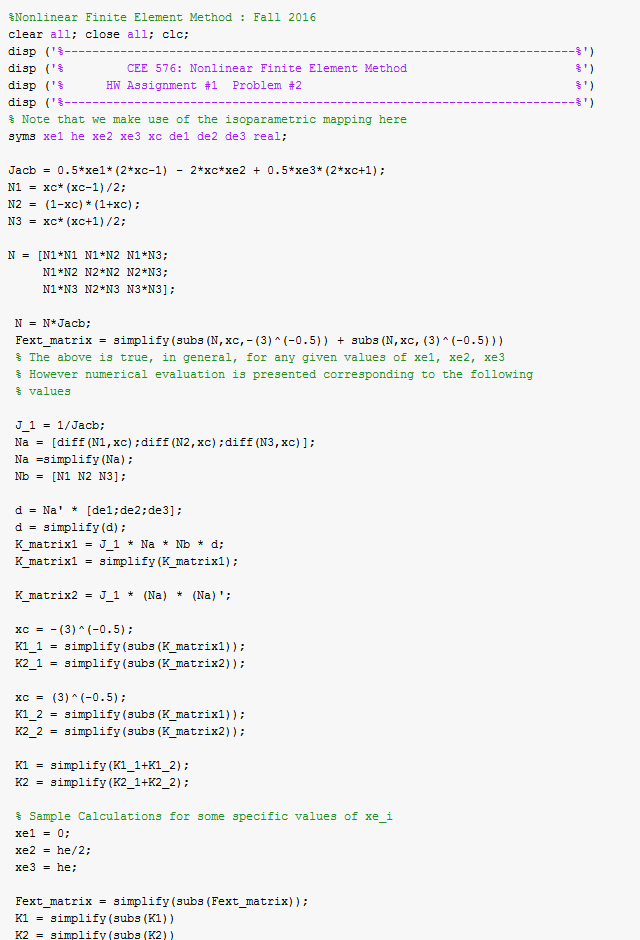 %Nonlinear Finite Element Method : Fall 2016
clear all; close all; clc;
disp ('%---------------------------------------------------------------------------%')
disp ('%         CEE 576: Nonlinear Finite Element Method                         %')
disp ('%      HW Assignment #1  Problem #2                                        %')
disp ('%---------------------------------------------------------------------------%')
% Note that we make use of the isoparametric mapping here
syms xe1 he xe2 xe3 xc de1 de2 de3 real;
Jacb = 0.5*xe1*(2*xc-1) - 2*xc*xe2 + 0.5*xe3*(2*xc+1);
N1 = xc*(xc-1)/2;
N2 = (1-xc)*(1+xc);
N3 = xc*(xc+1)/2;
N = [N1*N1 N1*N2 N1*N3;
N1*N2 N2*N2 N2*N3;
N1*N3 N2*N3 N3*N3];
N = N*Jacb;
Fext_matrix = simplify(subs(N,xc,-(3)^(-0.5)) + subs(N,xc,(3)^(-0.5)))
% The above is true, in general, for any given values of xe1, xe2, xe3
% However numerical evaluation is presented corresponding to the following
% values
J_1 = 1/Jacb;
Na = [diff(N1,xc);diff(N2,xc);diff(N3,xc)];
Na =simplify(Na);
Nb = [N1 N2 N3];
d = Na' * [de1;de2;de3];
d = simplify(d);
K_matrix1 = J_1 * Na * Nb * d;
K_matrix1 = simplify(K_matrix1);
K_matrix2 = J_1 * (Na) * (Na)';
xc = -(3)^(-0.5);
K1_1 = simplify(subs(K_matrix1));
K2_1 = simplify(subs(K_matrix2));
xc = (3)^(-0.5);
K1_2 = simplify(subs(K_matrix1));
K2_2 = simplify(subs(K_matrix2));
K1 = simplify(K1_1+K1_2);
K2 = simplify(K2_1+K2_2);
% Sample Calculations for some specific values of xe_i
xe1 = 0;
xe2 = he/2;
xe3 = he;
Fext_matrix = simplify(subs(Fext_matrix));
K1 = simplify(subs(K1))
K2 = simplify(subs(K2))